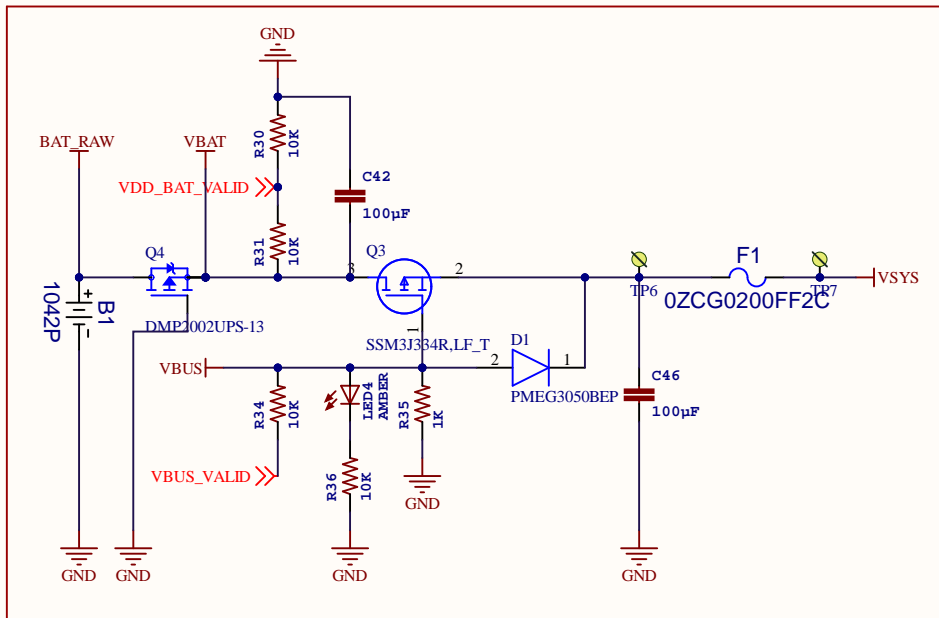 GND
BAT_RAW
VBAT
R30
10K
VDD_BAT_VALID
C42
100µF
R31
10K
Q4
DMP2002UPS-13
+
-
B1
1042P
3
Q3
2
1
SSM3J334R,LF_T
TP6
F1
0ZCG0200FF2C
TP7
VSYS
VBUS
2
D1
1
PMEG3050BEP
C46
100µF
R34
10K
LED4
AMBER
R35
1K
VBUS_VALID
R36
10K
GND
GND
GND
GND
GND